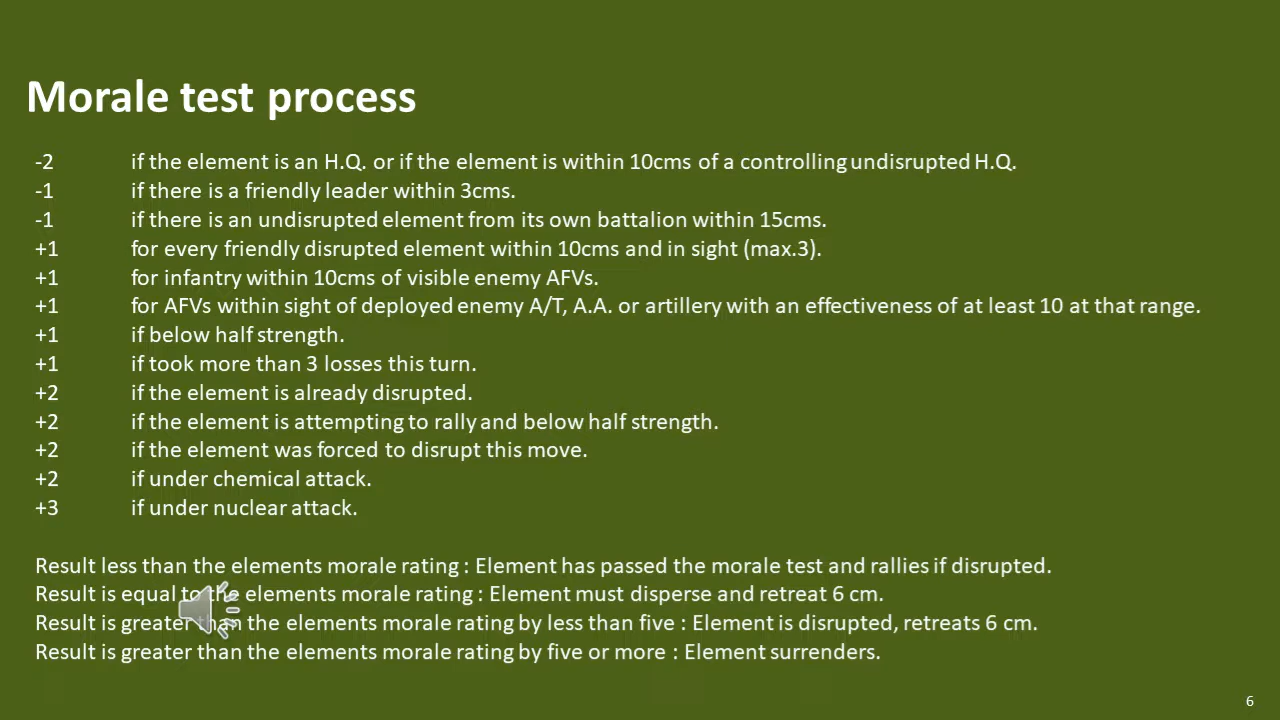 Morale test process
-2 if the element is an H.Q. or if the element is within 10cms of a controlling undisrupted H.Q.
-1 if there is a friendly leader within 3cms.
-1 if there is an undisrupted element from its own battalion within 15cms.
+1 for every friendly disrupted element within 10cms and in sight (max.3).
+1 for infantry within 10cms of visible enemy AFVs.
+1 for AFVs within sight of deployed enemy A/T, A.A. or artillery with an effectiveness of at least 10 at that range.
+1 if below half strength.
+1 if took more than 3 losses this turn.
+2 if the element is already disrupted.
+2 if the element is attempting to rally and below half strength.
+2 if the element was forced to disrupt this move.
+2 if under chemical attack.
+3 if under nuclear attack.
Result less than the elements morale rating : Element has passed the morale test and rallies if disrupted.
Result is equal to the elements morale rating : Element must disperse and retreat 6 cm.
Result is greater than the elements morale rating by less than five : Element is disrupted, retreats 6 cm.
Result is greater than the elements morale rating by five or more : Element surrenders.
6